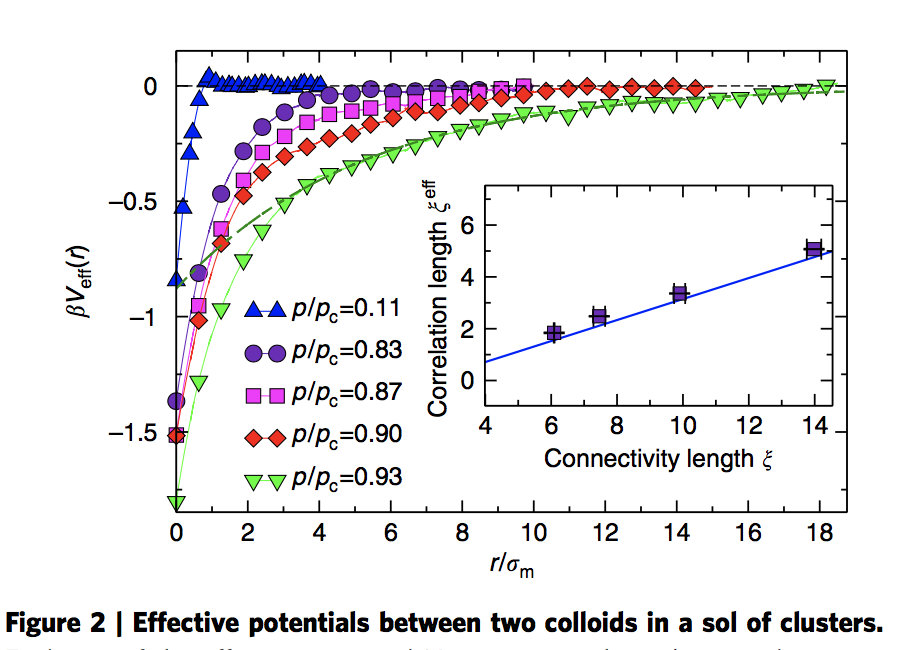 0
−0.5
−1
−1.5
βVeff(r)
p/pc=0.11
p/pc=0.83
p/pc=0.87
p/pc=0.90
p/pc=0.93
0 2 4 6 8 10 12 14 16 18
r/σm
6
4
2
0
Correlation length ξeff
4 6 8 10 12 14
Connectivity length ξ
Figure 2 | Effective potentials between two colloids in a sol of clusters.